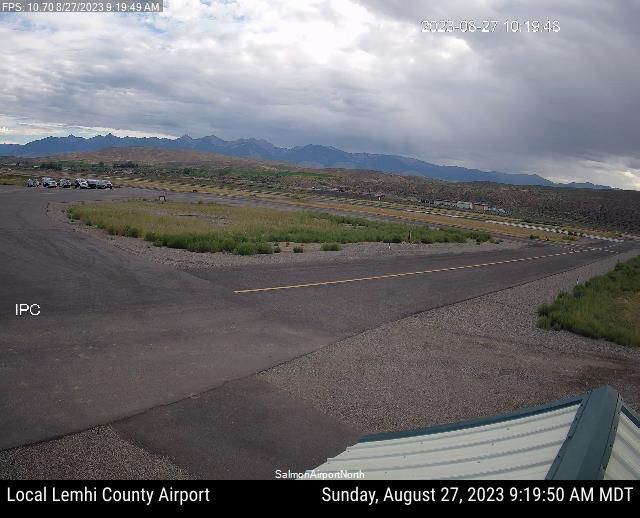 FPS: 10.70 8/27/2023 9:19:49 AM
2023-08-27 10:19:48
IPC
SalmonAirportNorth
Local Lemhi County Airport
Sunday, August 27, 2023 9:19:50 AM MDT